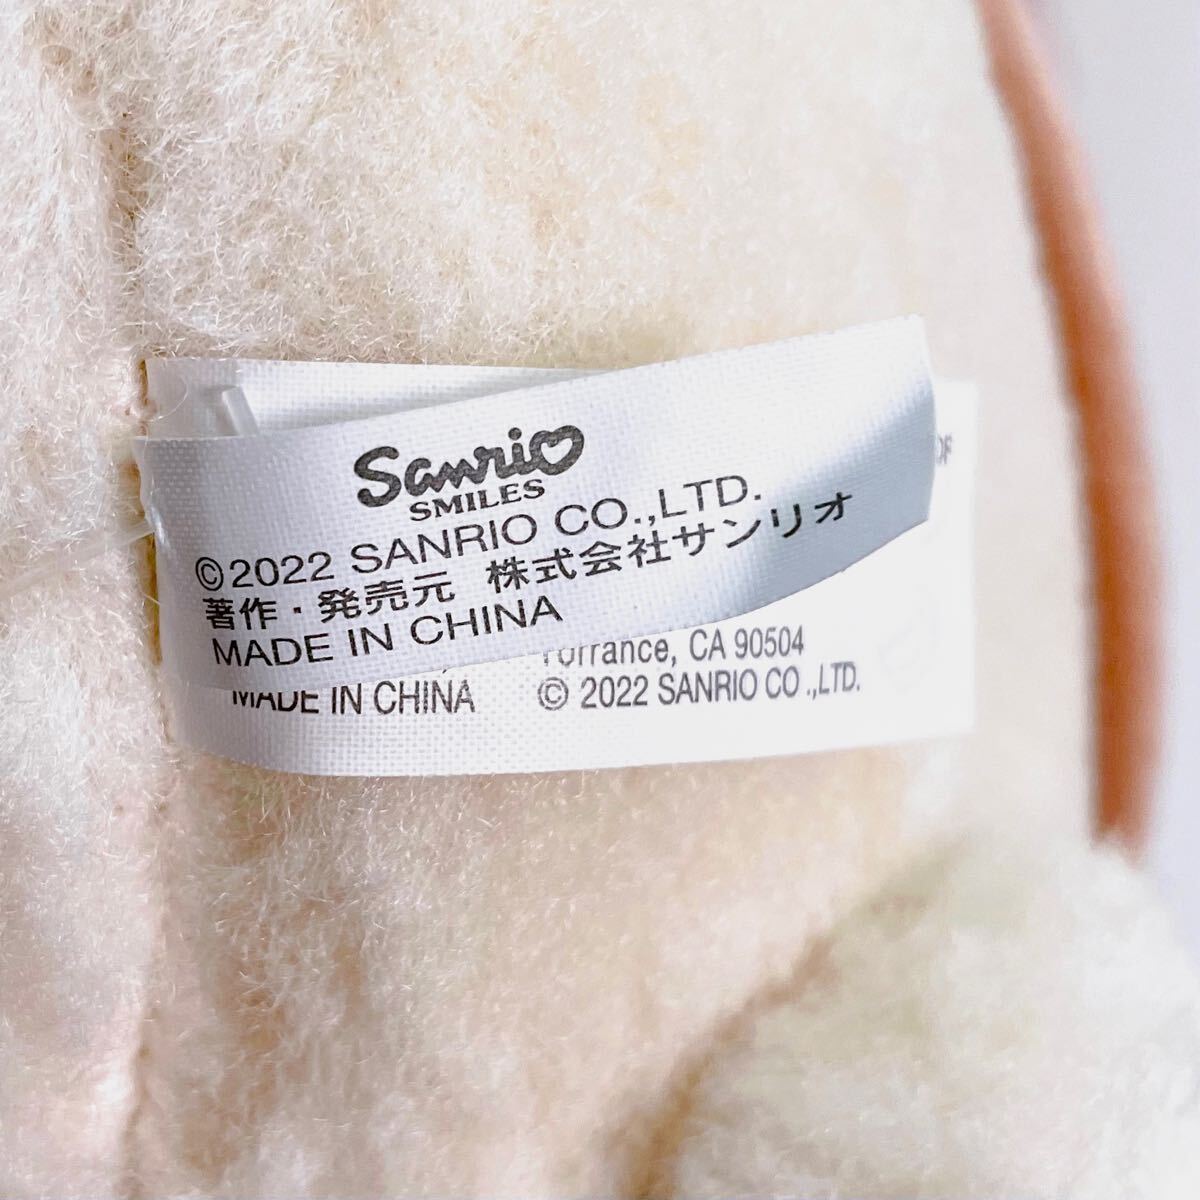 Sanrio
SMILES
©2022 SANRIO CO.,LTD.
著作・発売元 株式会社サンリオ
MADE IN CHINA
OF
Torrance, CA 90504
MADE IN CHINA
© 2022 SANRIO CO .,LTD.